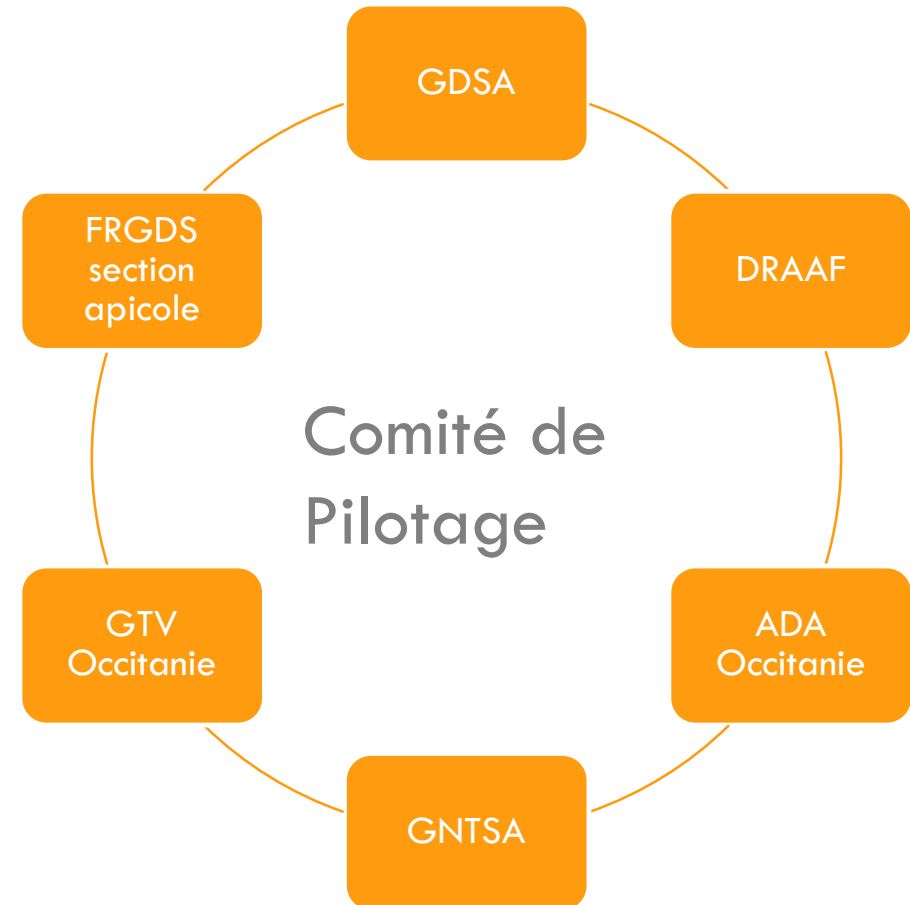 GDSA
FRGDS
section
apicole
DRAAF
Comité de
Pilotage
GTV
Occitanie
ADA
Occitanie
GNTSA